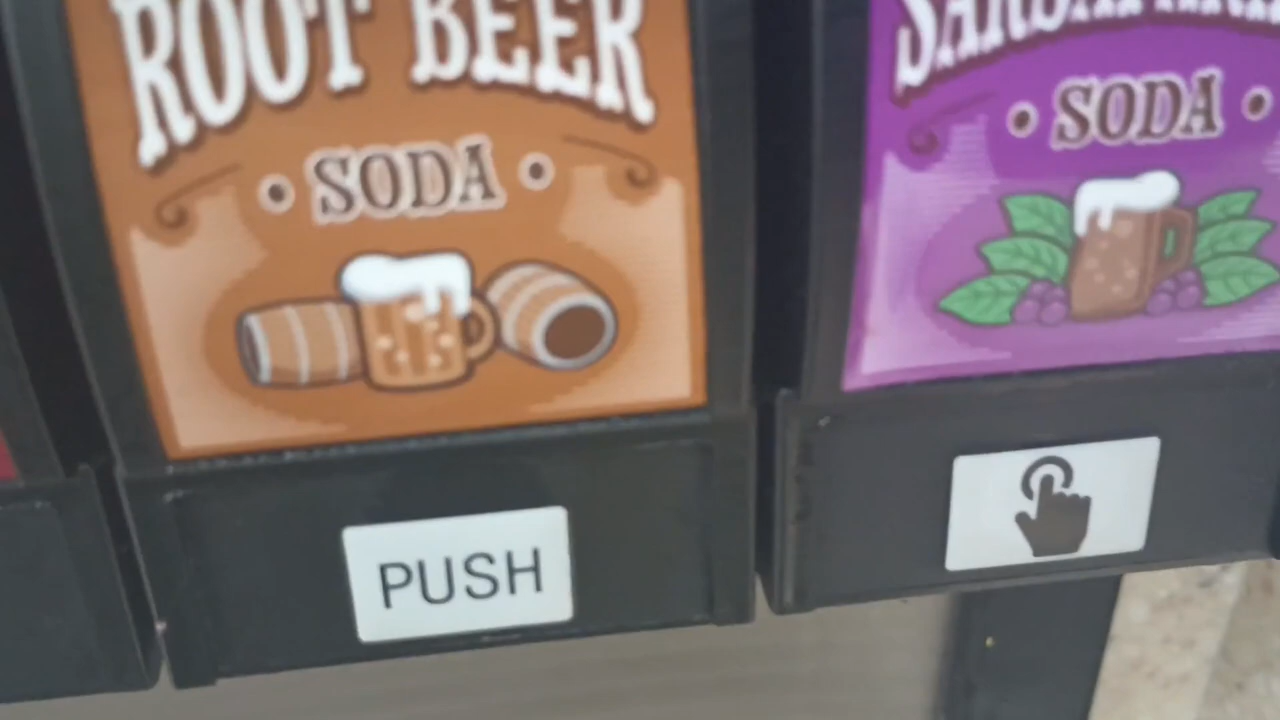 ROOT BEER
• SODA •
PUSH
• SODA •